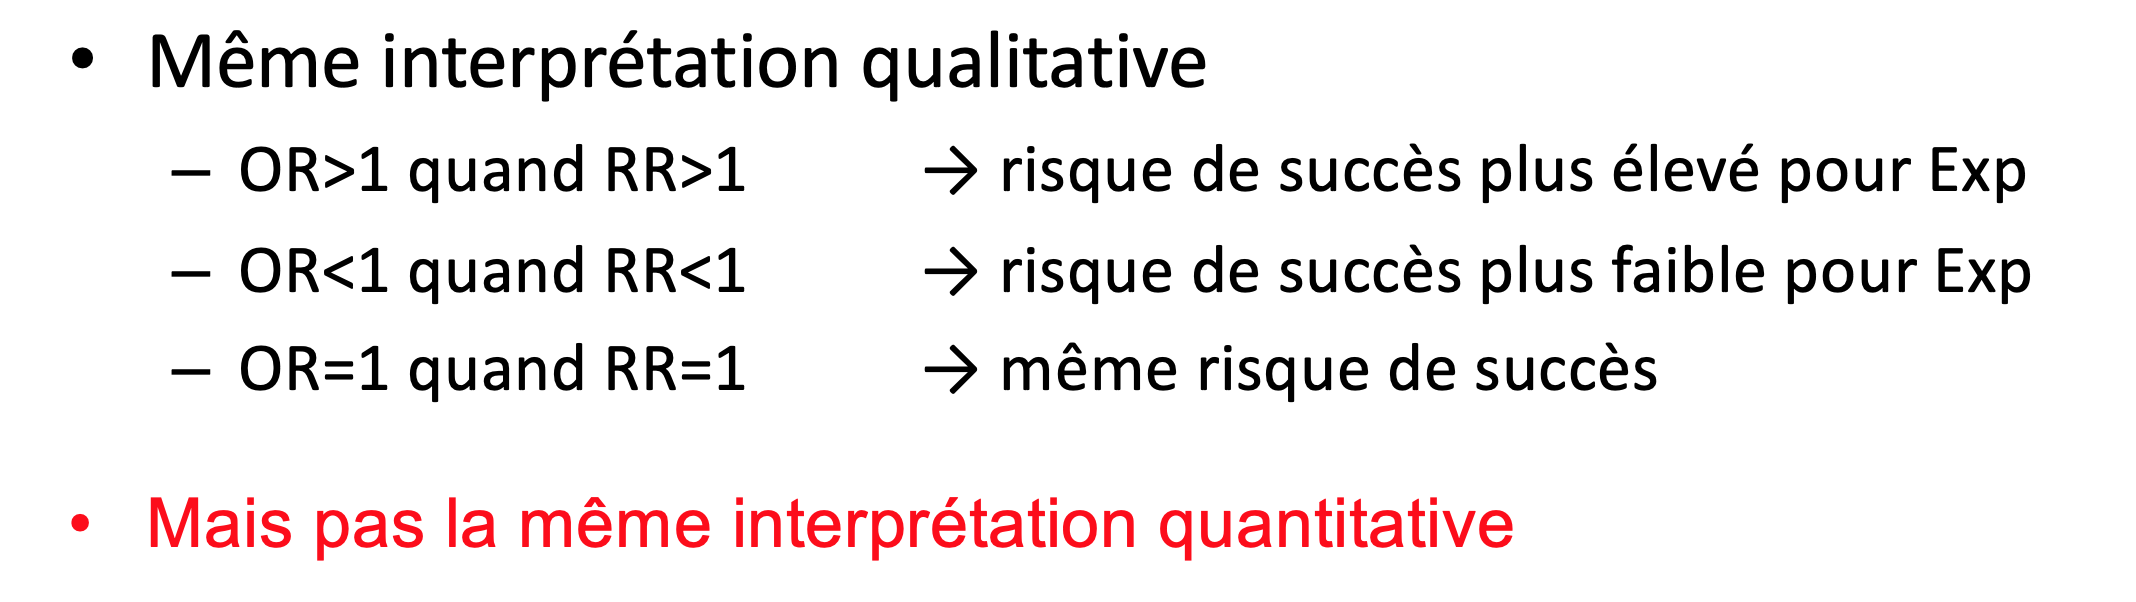 • Même interprétation qualitative
– OR>1 quand RR>1 → risque de succès plus élevé pour Exp
– OR<1 quand RR<1 → risque de succès plus faible pour Exp
– OR=1 quand RR=1 → même risque de succès
• Mais pas la même interprétation quantitative